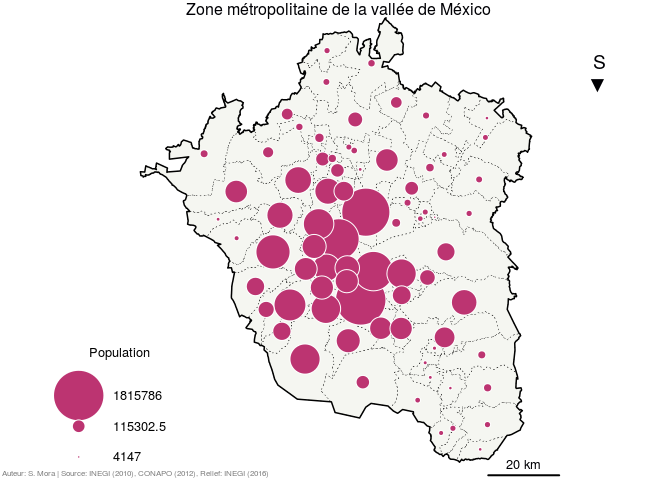 Zone métropolitaine de la vallée de México
S
Population
1815786
115302.5
4147
Auteur: S. Mora | Source: INEGI (2010), CONAPO (2012), Relief: INEGI (2016)
20 km